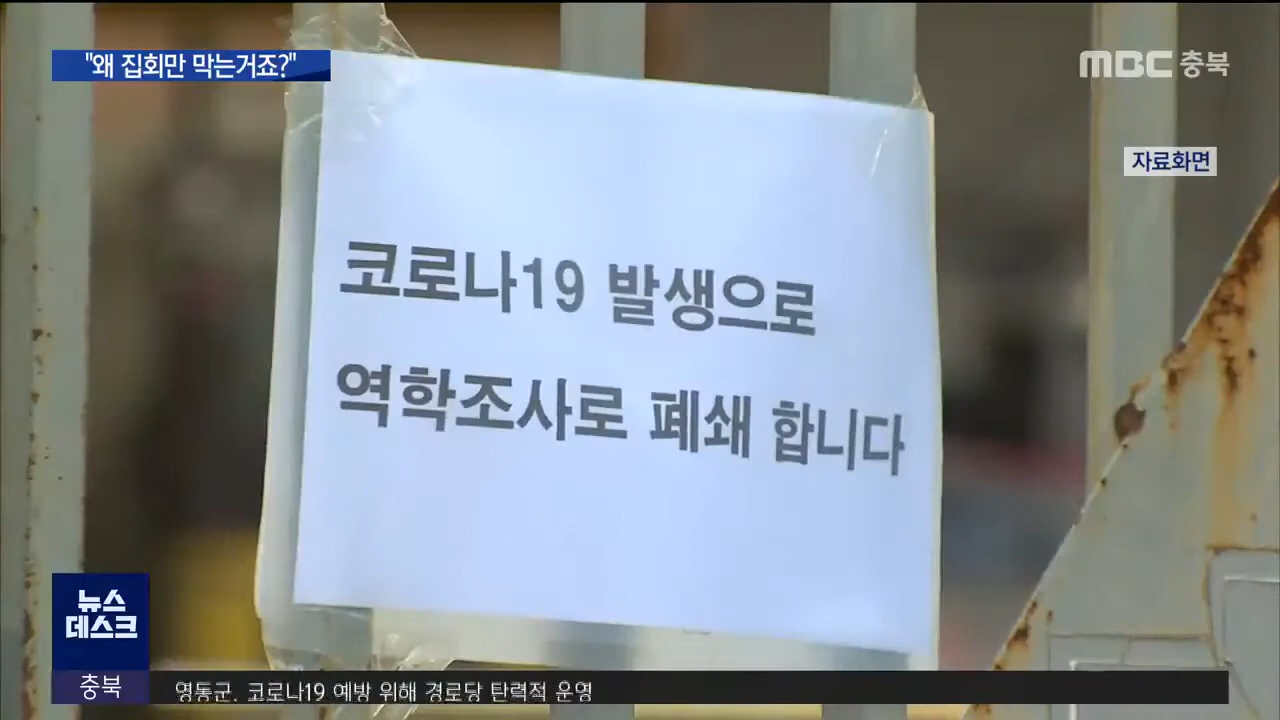 "왜 집회만 막는거죠?"
MBC 충북
자료화면
코로나19 발생으로
역학조사로 폐쇄 합니다
뉴스
데스크
충북
영동군, 코로나19 예방 위해 경로당 탄력적 운영